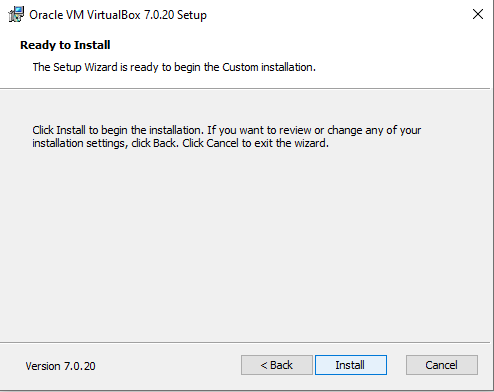 Oracle VM VirtualBox 7.0.20 Setup
Ready to Install
The Setup Wizard is ready to begin the Custom installation.
Click Install to begin the installation. If you want to review or change any of your
installation settings, click Back. Click Cancel to exit the wizard.
Version 7.0.20
< Back
Install
Cancel